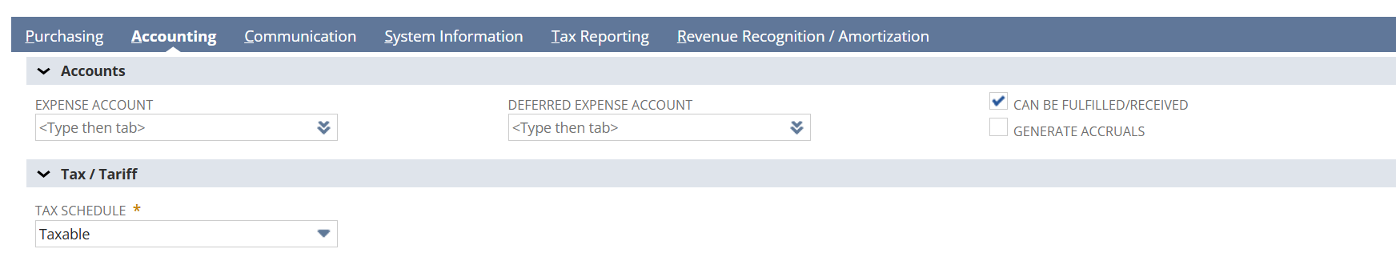 Purchasing Accounting Communication System Information Tax Reporting Revenue Recognition / Amortization
Accounts
EXPENSE ACCOUNT DEFERRED EXPENSE ACCOUNT CAN BE FULFILLED/RECEIVED
<Type then tab> <Type then tab> GENERATE ACCRUALS
Tax / Tariff
TAX SCHEDULE *
Taxable